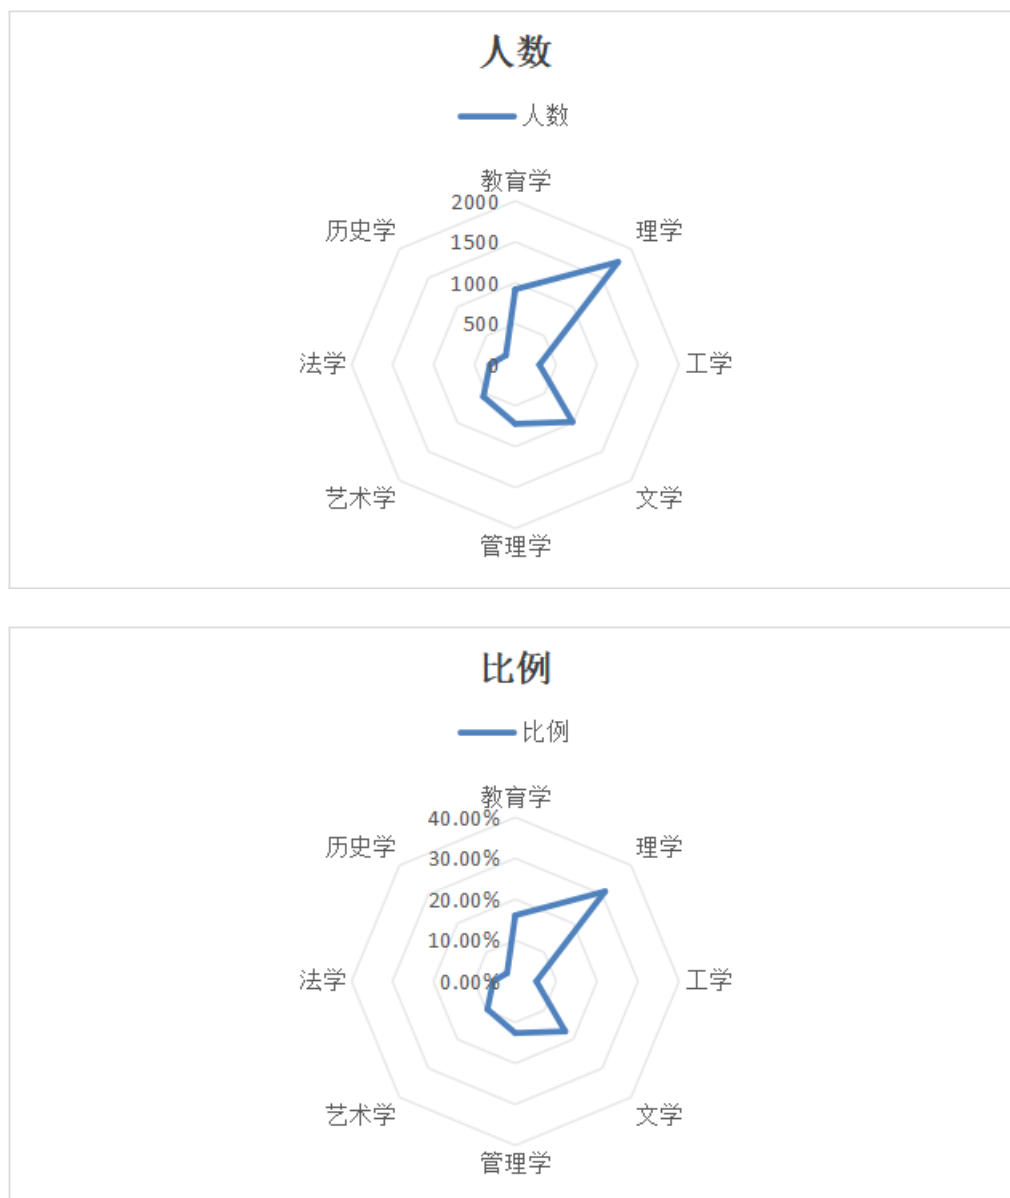 人数
人数
教育学
2000
历史学
理学
1500
1000
500
法学
0
工学
艺术学
文学
管理学
比例
比例
教育学
40.00%
历史学
理学
30.00%
20.00%
10.00%
法学
0.00%
工学
艺术学
文学
管理学